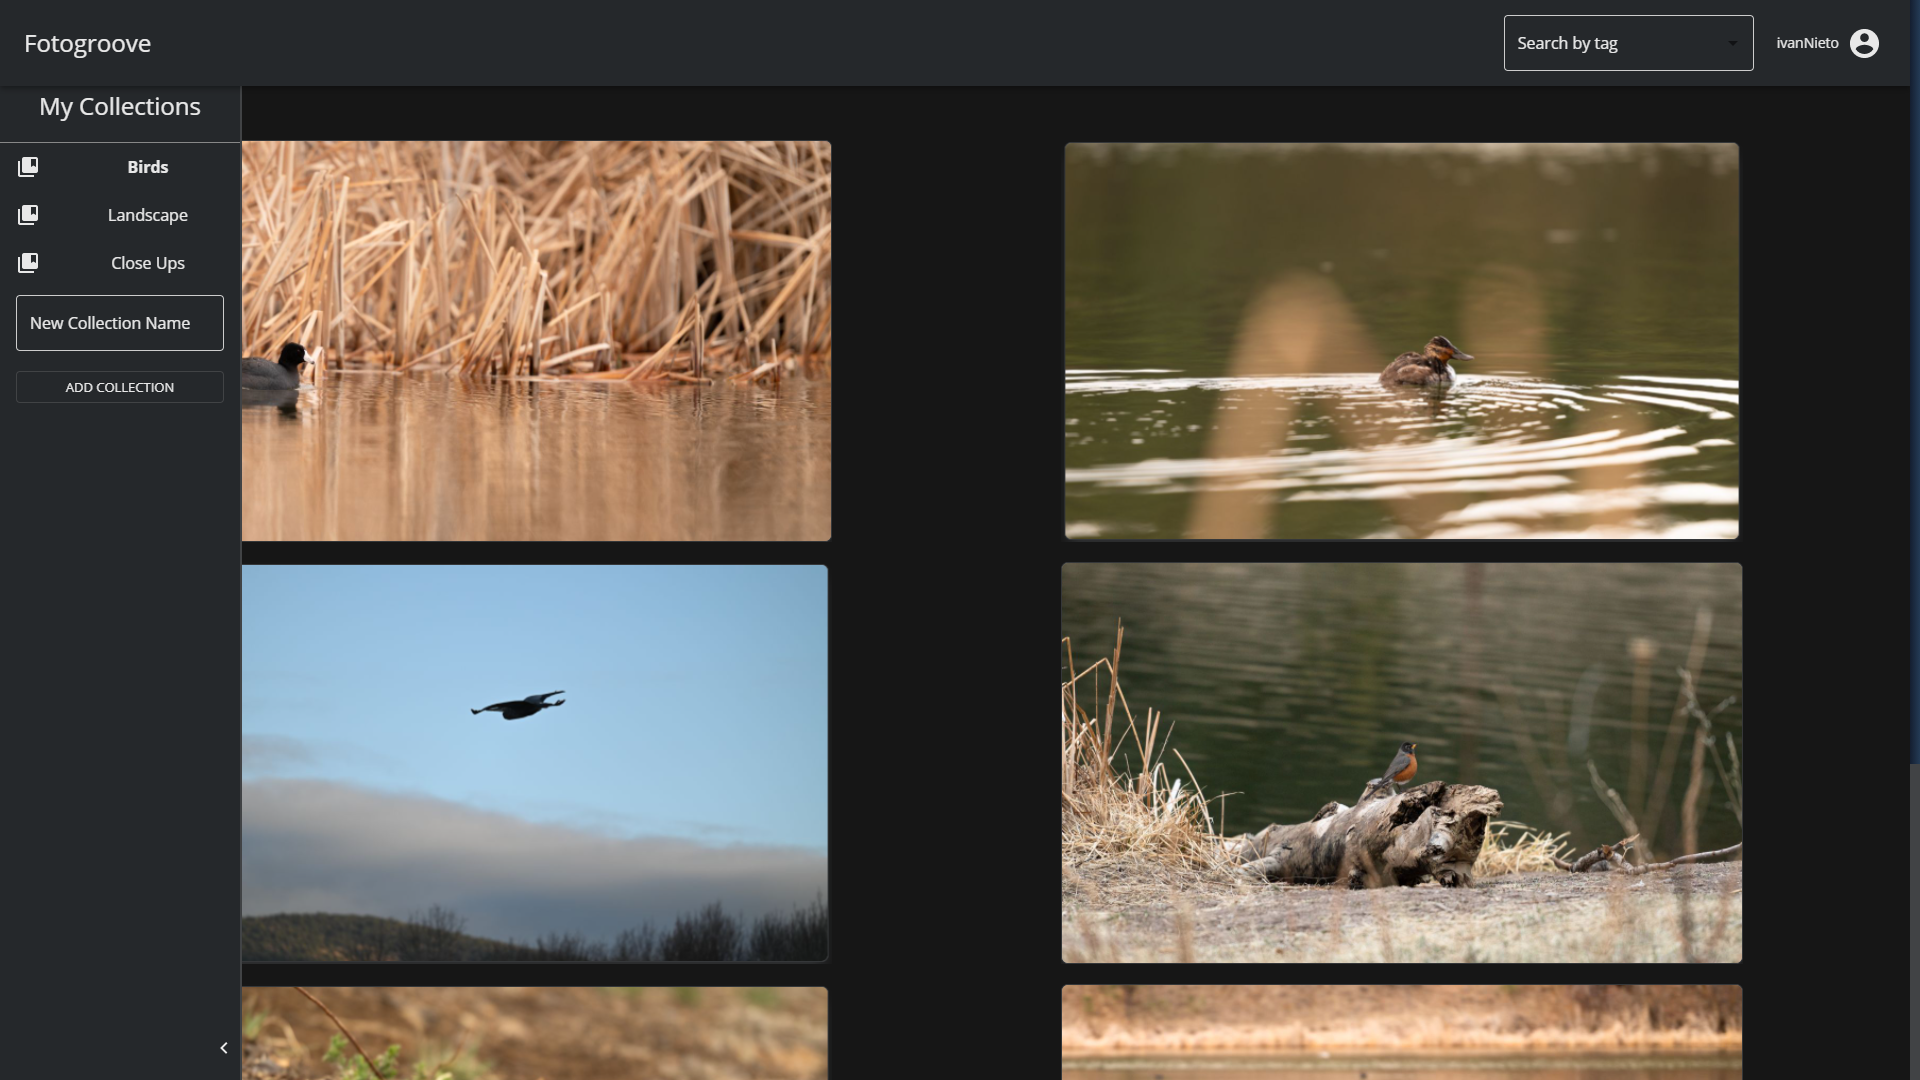 Fotogroove
Search by tag
ivanNieto
My Collections
Birds
Landscape
Close Ups
New Collection Name
ADD COLLECTION